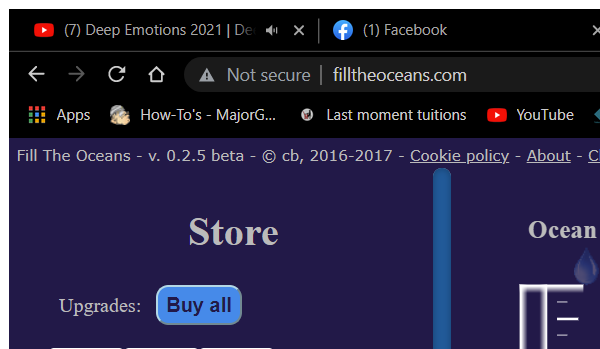 (7) Deep Emotions 2021 | De
(1) Facebook
Not secure | filltheoceans.com
Apps How-To's - MajorG... Last moment tuitions YouTube
Fill The Oceans - v. 0.2.5 beta - © cb, 2016-2017 - Cookie policy - About - C
Store
Ocean
Upgrades: Buy all